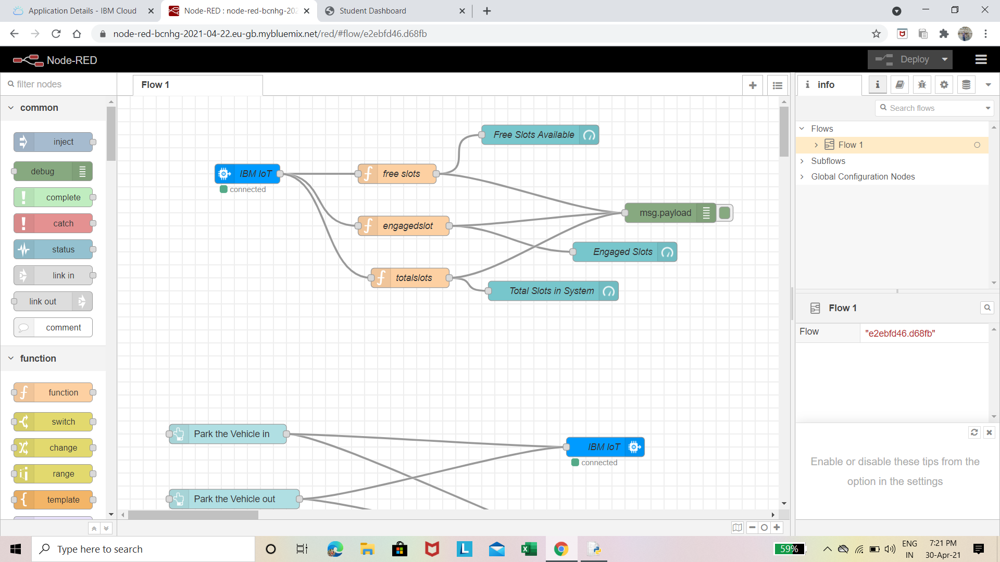 Application Details - IBM Cloud
Node-RED : node-red-bcnhg-202
Student Dashboard
node-red-bcnhg-2021-04-22.eu-gb.mybluemix.net/red/#flow/e2ebfd46.d68fb
Node-RED
Deploy
filter nodes
Flow 1
info
Search flows
common
inject
debug
complete
catch
status
link in
link out
comment
function
function
switch
change
range
template
Free Slots Available
IBM IoT
connected
free slots
msg.payload
engagedslot
Engaged Slots
totalslots
Total Slots in System
Park the Vehicle in
IBM IoT
connected
Park the Vehicle out
Flows
Flow 1
Subflows
Global Configuration Nodes
Flow 1
Flow
"e2ebfd46.d68fb"
Enable or disable these tips from the
option in the settings
Type here to search
59%
ENG
IN
7:21 PM
30-Apr-21